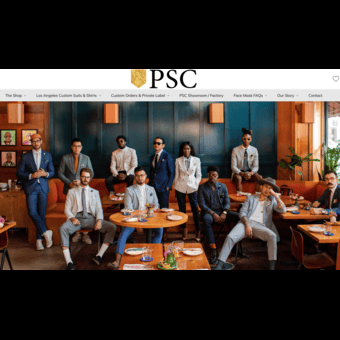 PSC
The Shop Los Angeles Custom Suits & Shirts Custom Orders & Private Label PSC Showroom / Factory Face Mask FAQs Our Story Contact